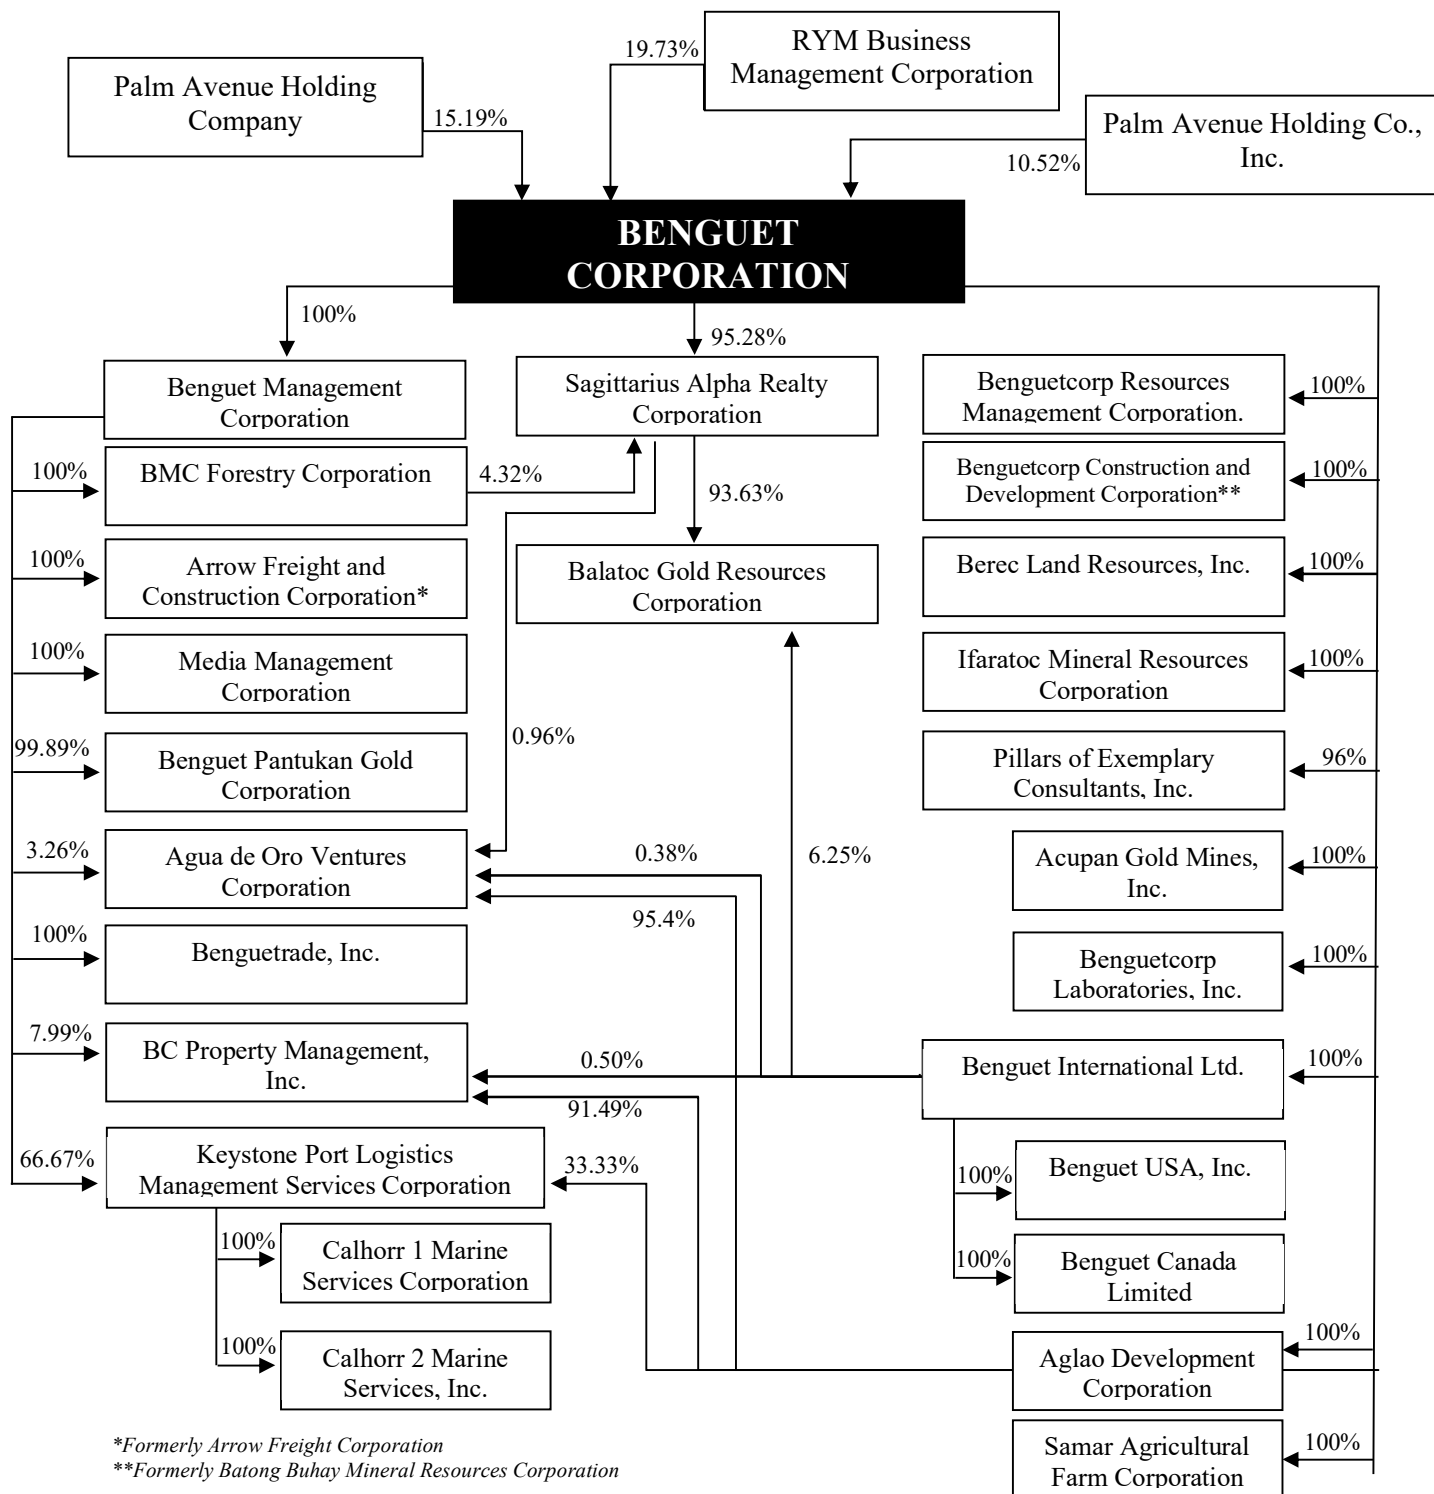 RYM Business
Management Corporation
19.73%
Palm Avenue Holding
Company
15.19%
Palm Avenue Holding Co.,
Inc.
10.52%
BENGUET
CORPORATION
100%
95.28%
Benguet Management
Corporation
Sagittarius Alpha Realty
Corporation
Benguetcorp Resources
Management Corporation.
100%
100%
BMC Forestry Corporation
4.32%
93.63%
Benguetcorp Construction and
Development Corporation**
100%
100%
Arrow Freight and
Construction Corporation*
Balatoc Gold Resources
Corporation
Berec Land Resources, Inc.
100%
100%
Media Management
Corporation
Ifaratoc Mineral Resources
Corporation
100%
99.89%
Benguet Pantukan Gold
Corporation
0.96%
Pillars of Exemplary
Consultants, Inc.
96%
3.26%
Agua de Oro Ventures
Corporation
0.38%
95.4%
6.25%
Acupan Gold Mines,
Inc.
100%
100%
Benguetrade, Inc.
Benguetcorp
Laboratories, Inc.
100%
7.99%
BC Property Management,
Inc.
0.50%
91.49%
Benguet International Ltd.
100%
66.67%
Keystone Port Logistics
Management Services Corporation
33.33%
100%
Benguet USA, Inc.
100%
Calhorr 1 Marine
Services Corporation
100%
Benguet Canada
Limited
100%
Calhorr 2 Marine
Services, Inc.
Aglao Development
Corporation
100%
Samar Agricultural
Farm Corporation
100%
*Formerly Arrow Freight Corporation
**Formerly Batong Buhay Mineral Resources Corporation